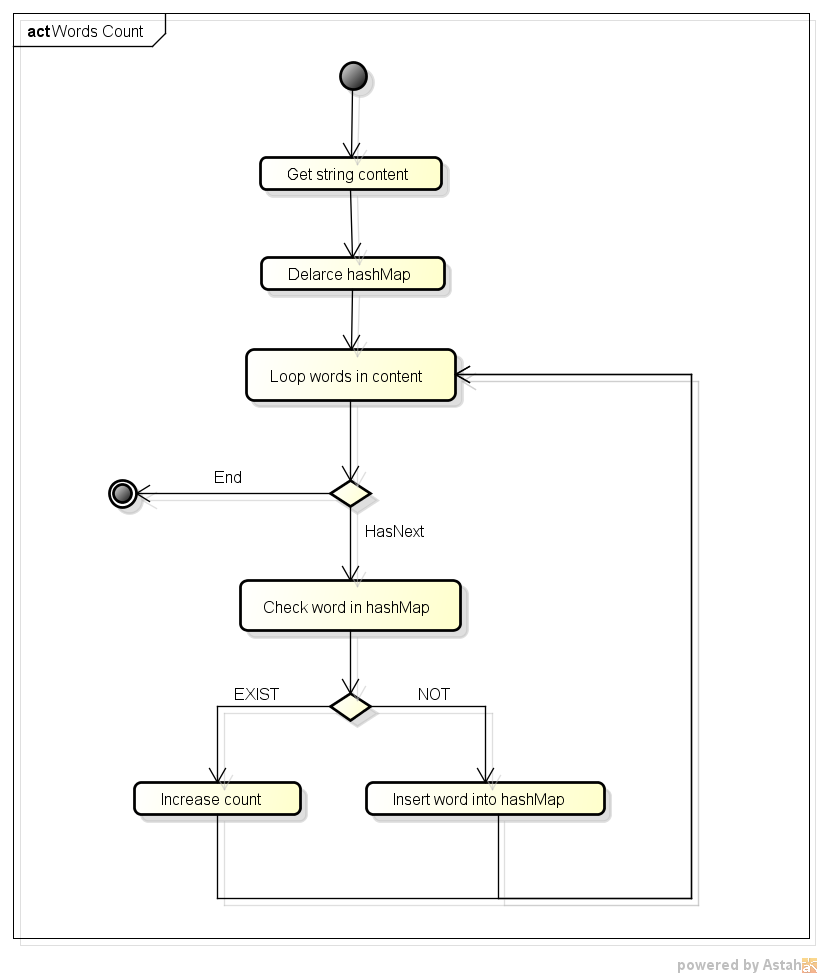 act Words Count
Get string content
Delarce hashMap
Loop words in content
End
HasNext
Check word in hashMap
EXIST
NOT
Increase count
Insert word into hashMap
powered by Astah